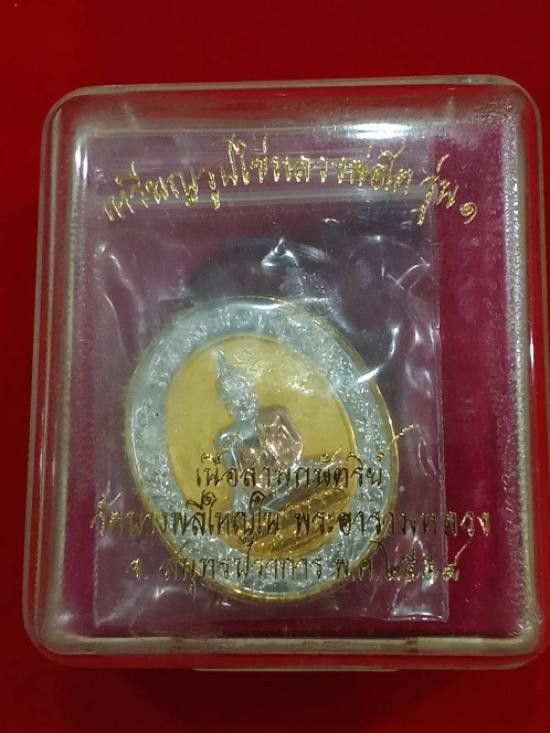 เหรียญรูปไข่หลวงพ่อโต รุ่น ๑
เนื้อสามกษัตริย์
วัดบางพลีใหญ่ใน พระอารามหลวง
จ. สมุทรปราการ พ.ศ.๒๕๕๗